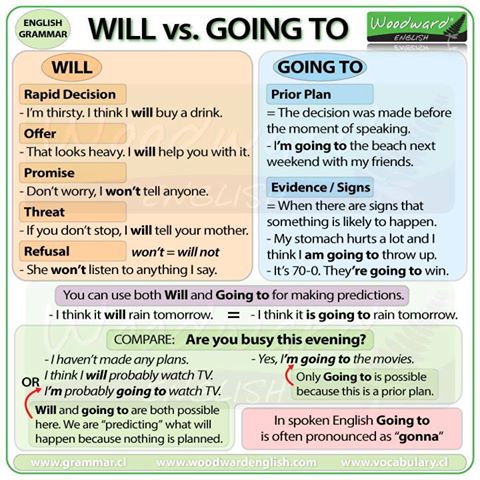 ENGLISH
GRAMMAR
WILL vs. GOING TO
Woodward®
ENGLISH
WILL
Rapid Decision
- I'm thirsty. I think I will buy a drink.
Offer
- That looks heavy. I will help you with it.
Promise
- Don't worry, I won't tell anyone.
Threat
- If you don't stop, I will tell your mother.
Refusal won't = will not
- She won't listen to anything I say.
GOING TO
Prior Plan
= The decision was made before
the moment of speaking.
- I'm going to the beach next
weekend with my friends.
Evidence / Signs
= When there are signs that
something is likely to happen.
- My stomach hurts a lot and I
think I am going to throw up.
- It's 70-0. They're going to win.
You can use both Will and Going to for making predictions.
- I think it will rain tomorrow. = - I think it is going to rain tomorrow.
COMPARE: Are you busy this evening?
- I haven't made any plans.
I think I will probably watch TV.
OR
I'm probably going to watch TV.
Will and going to are both possible
here. We are "predicting" what will
happen because nothing is planned.
- Yes, I'm going to the movies.
Only Going to is possible
because this is a prior plan.
In spoken English Going to
is often pronounced as "gonna"
www.grammar.cl www.woodwardenglish.com www.vocabulary.cl